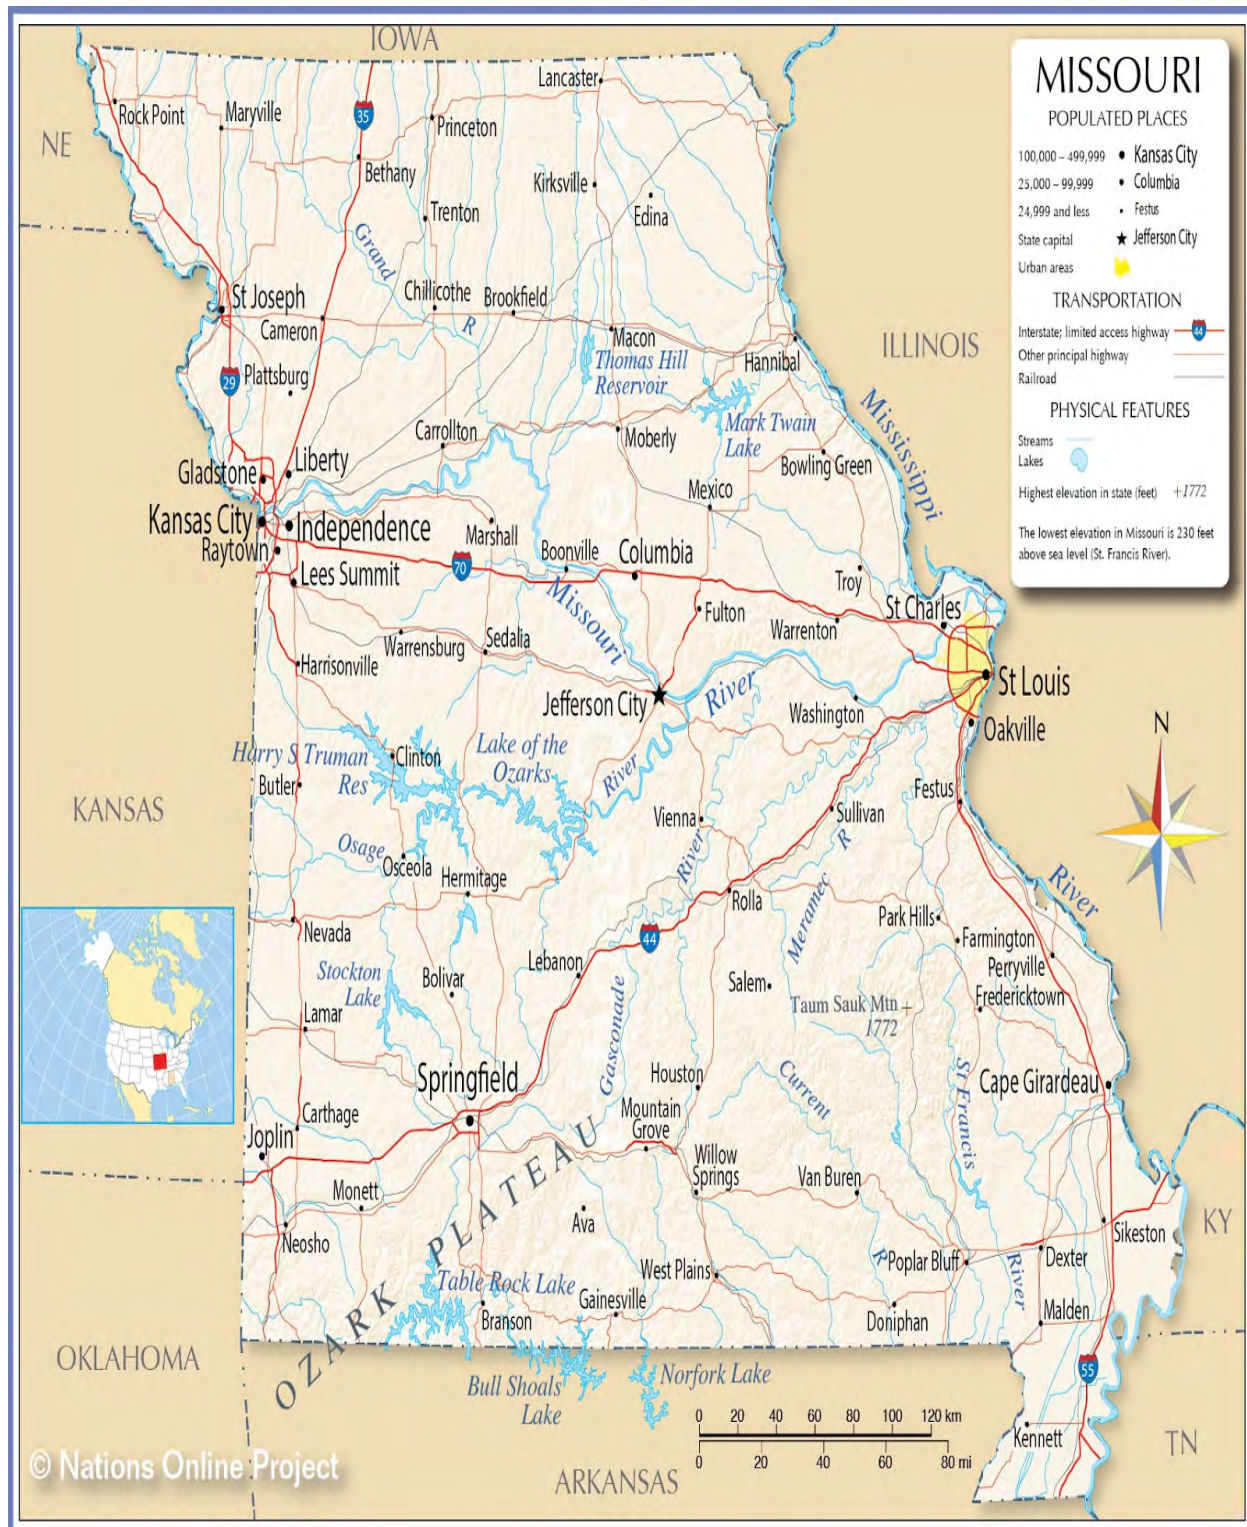 IOWA
NE
KANSAS
OKLAHOMA
ARKANSAS
ILLINOIS
KY
TN
MISSOURI
POPULATED PLACES
100,000 – 499,999 Kansas City
25,000 – 99,999 Columbia
24,999 and less Festus
State capital Jefferson City
Urban areas
TRANSPORTATION
Interstate; limited access highway 44
Other principal highway
Railroad
PHYSICAL FEATURES
Streams
Lakes
Highest elevation in state (feet) +1772
The lowest elevation in Missouri is 230 feet
above sea level (St. Francis River).
Lancaster
Rock Point
Maryville
35
Princeton
Bethany
Kirksville
Edina
Trenton
Grand
R
St Joseph
Cameron
Chillicothe
Brookfield
Macon
Hannibal
Thomas Hill
Reservoir
29
Plattsburg
Mark Twain
Lake
Mississippi
Carrollton
Moberly
Bowling Green
Gladstone
Liberty
Mexico
Kansas City
Independence
Raytown
Marshall
Boonville
Columbia
70
Lees Summit
Missouri
Troy
St Charles
Fulton
Warrenton
Warrensburg
Sedalia
Harrisonville
Jefferson City
River
Washington
St Louis
Oakville
N
Harry S Truman
Res
Clinton
Lake of the
Ozarks
River
Butler
Festus
Vienna
Sullivan
Osage
Osceola
Hermitage
River
R
Meramec
River
Rolla
Park Hills
Nevada
44
Farmington
Perryville
Stockton
Lake
Bolivar
Lebanon
Salem
Fredericktown
Taum Sauk Mtn +
1772
Lamar
Gasconade
Springfield
Houston
Current
St Francis
Cape Girardeau
Carthage
Mountain
Grove
Joplin
Willow
Springs
Van Buren
Monett
Ava
Neosho
Sikeston
OZARK PLATEAU
West Plains
R
Poplar Bluff
River
Dexter
Table Rock Lake
Gainesville
Branson
Doniphan
Malden
55
Bull Shoals
Lake
Norfork Lake
Kennett
0 20 40 60 80 100 120 km
0 20 40 60 80 mi
© Nations Online Project